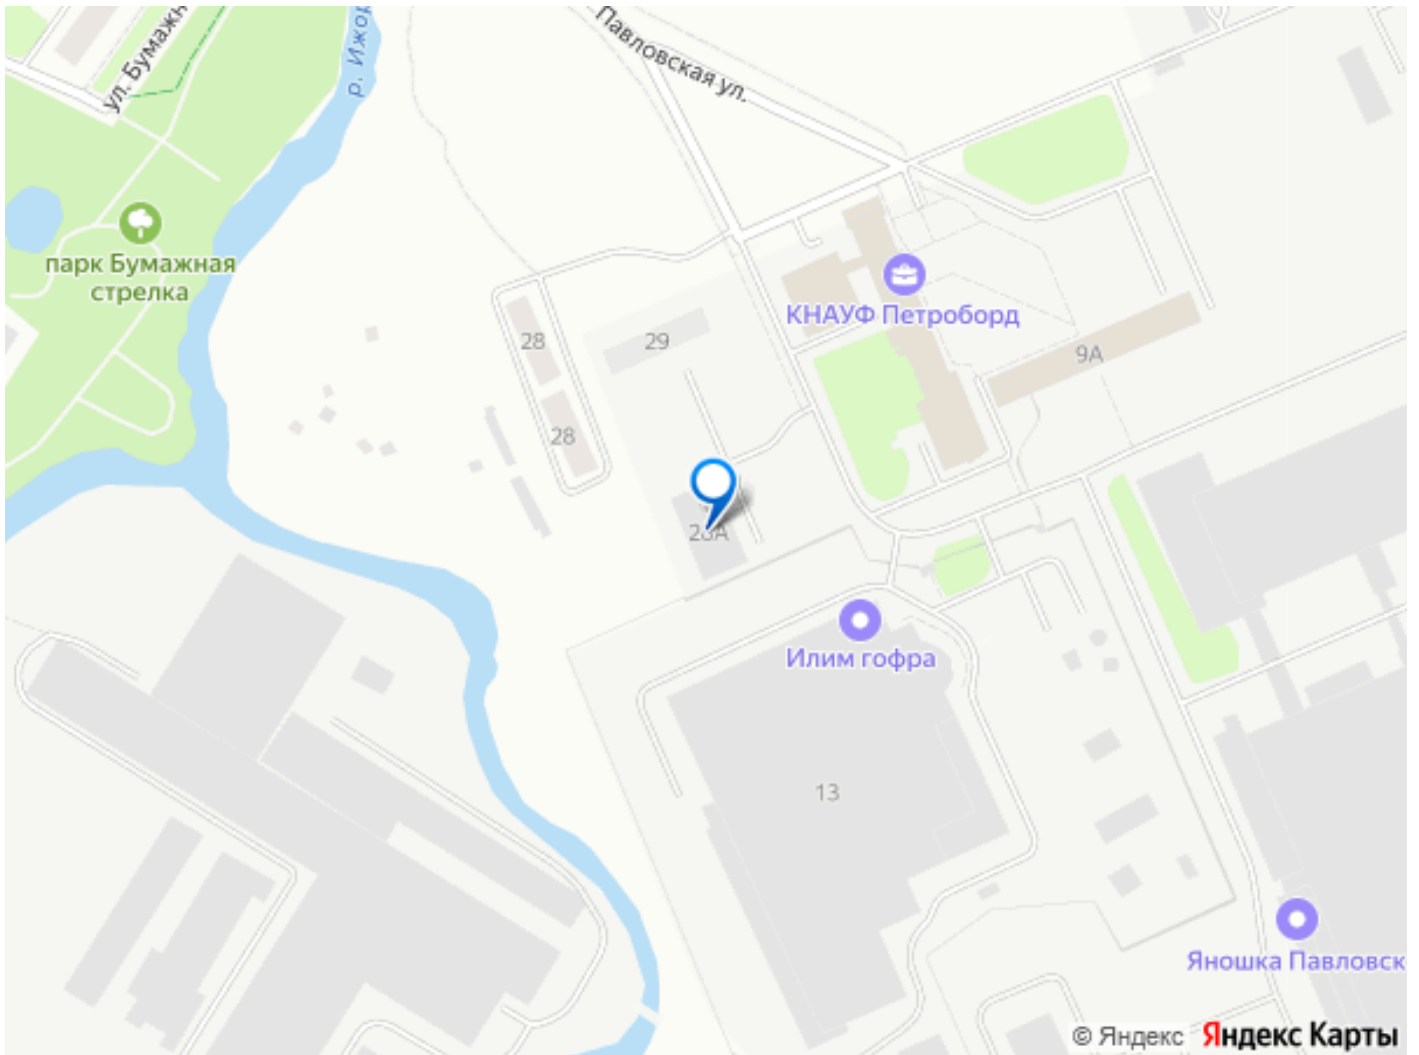 ул. Бумажн
р. Ижор
Павловская ул.
парк Бумажная
стрелка
КНАУФ Петроборд
28
29
9А
28
Илим гофра
13
Яношка Павловск
© Яндекс Яндекс Карты